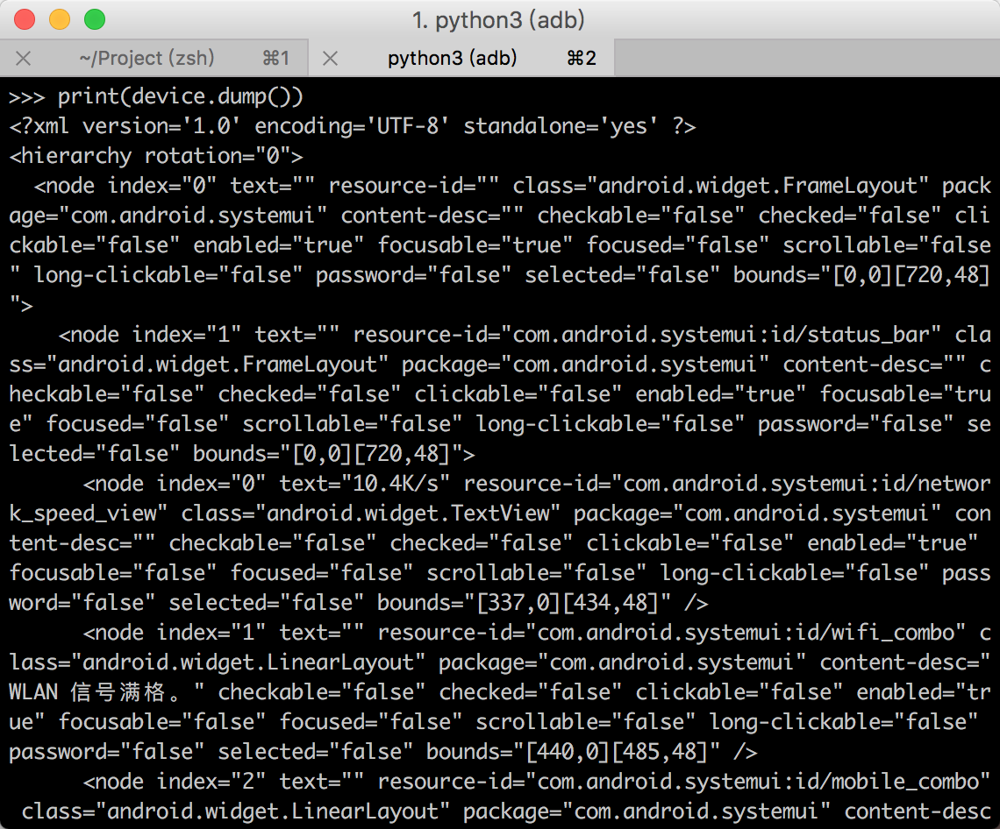 1. python3 (adb)
~/Project (zsh) ⌘1 python3 (adb) ⌘2
>>> print(device.dump())
<?xml version='1.0' encoding='UTF-8' standalone='yes' ?>
<hierarchy rotation="0">
  <node index="0" text="" resource-id="" class="android.widget.FrameLayout" pack
age="com.android.systemui" content-desc="" checkable="false" checked="false" cli
ckable="false" enabled="true" focusable="true" focused="false" scrollable="false
" long-clickable="false" password="false" selected="false" bounds="[0,0][720,48]
">
    <node index="1" text="" resource-id="com.android.systemui:id/status_bar" cla
ss="android.widget.FrameLayout" package="com.android.systemui" content-desc="" c
heckable="false" checked="false" clickable="false" enabled="true" focusable="tru
e" focused="false" scrollable="false" long-clickable="false" password="false" se
lected="false" bounds="[0,0][720,48]">
      <node index="0" text="10.4K/s" resource-id="com.android.systemui:id/networ
k_speed_view" class="android.widget.TextView" package="com.android.systemui" con
tent-desc="" checkable="false" checked="false" clickable="false" enabled="true"
focusable="false" focused="false" scrollable="false" long-clickable="false" pass
word="false" selected="false" bounds="[337,0][434,48]" />
      <node index="1" text="" resource-id="com.android.systemui:id/wifi_combo" c
lass="android.widget.LinearLayout" package="com.android.systemui" content-desc="
WLAN 信号满格。" checkable="false" checked="false" clickable="false" enabled="tr
ue" focusable="false" focused="false" scrollable="false" long-clickable="false"
password="false" selected="false" bounds="[440,0][485,48]" />
      <node index="2" text="" resource-id="com.android.systemui:id/mobile_combo"
 class="android.widget.LinearLayout" package="com.android.systemui" content-desc